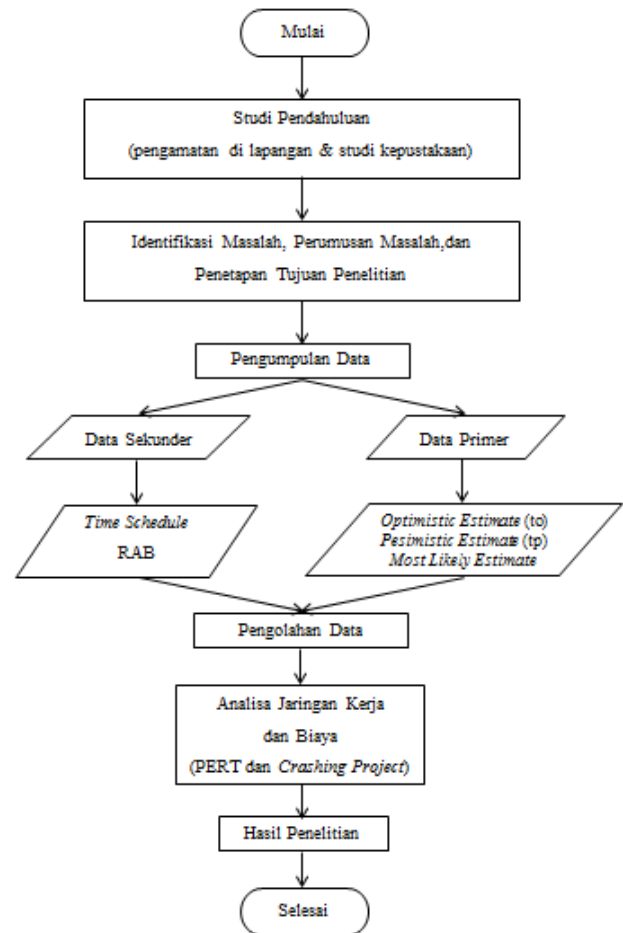 Mulai
Studi Pendahuluan
(pengamatan di lapangan & studi kepustakaan)
Identifikasi Masalah, Perumusan Masalah,dan
Penetapan Tujuan Penelitian
Pengumpulan Data
Data Sekunder
Data Primer
Time Schedule
RAB
Optimistic Estimate (to)
Pesimistic Estimate (tp)
Most Likely Estimate
Pengolahan Data
Analisa Jaringan Kerja
dan Biaya
(PERT dan Crashing Project)
Hasil Penelitian
Selesai